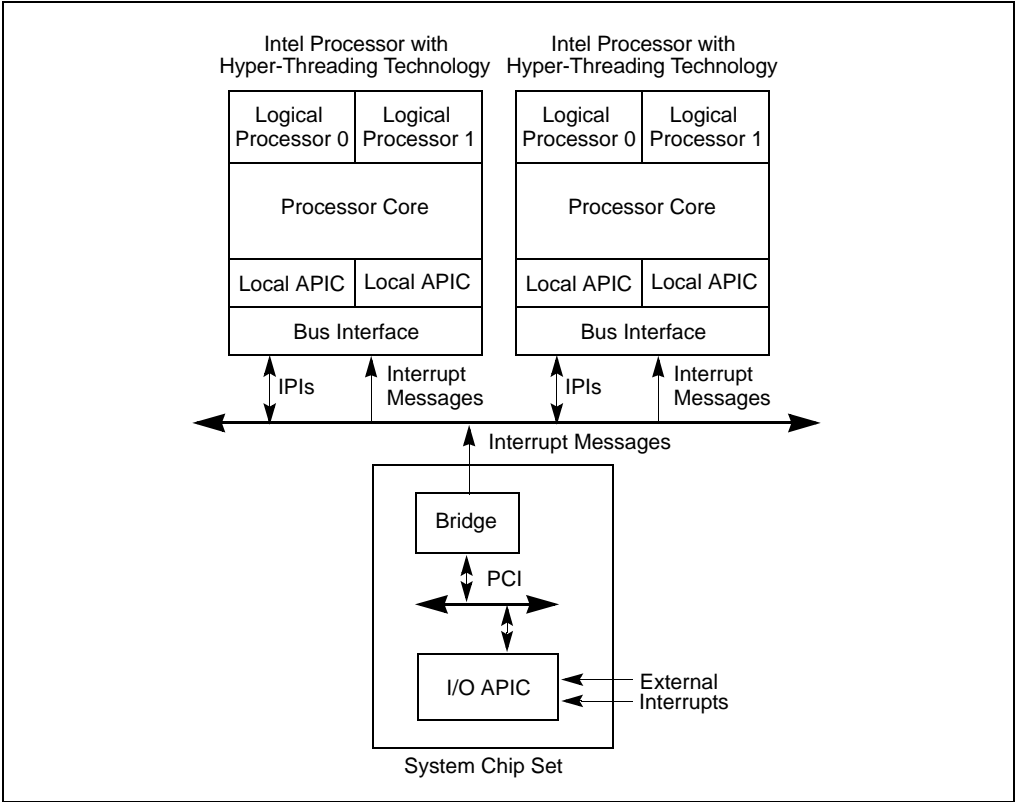 Intel Processor with
Hyper-Threading Technology
Intel Processor with
Hyper-Threading Technology
Logical
Processor 0
Logical
Processor 1
Logical
Processor 0
Logical
Processor 1
Processor Core
Processor Core
Local APIC
Local APIC
Local APIC
Local APIC
Bus Interface
Bus Interface
IPIs
Interrupt
Messages
IPIs
Interrupt
Messages
Interrupt Messages
Bridge
PCI
I/O APIC
External
Interrupts
System Chip Set